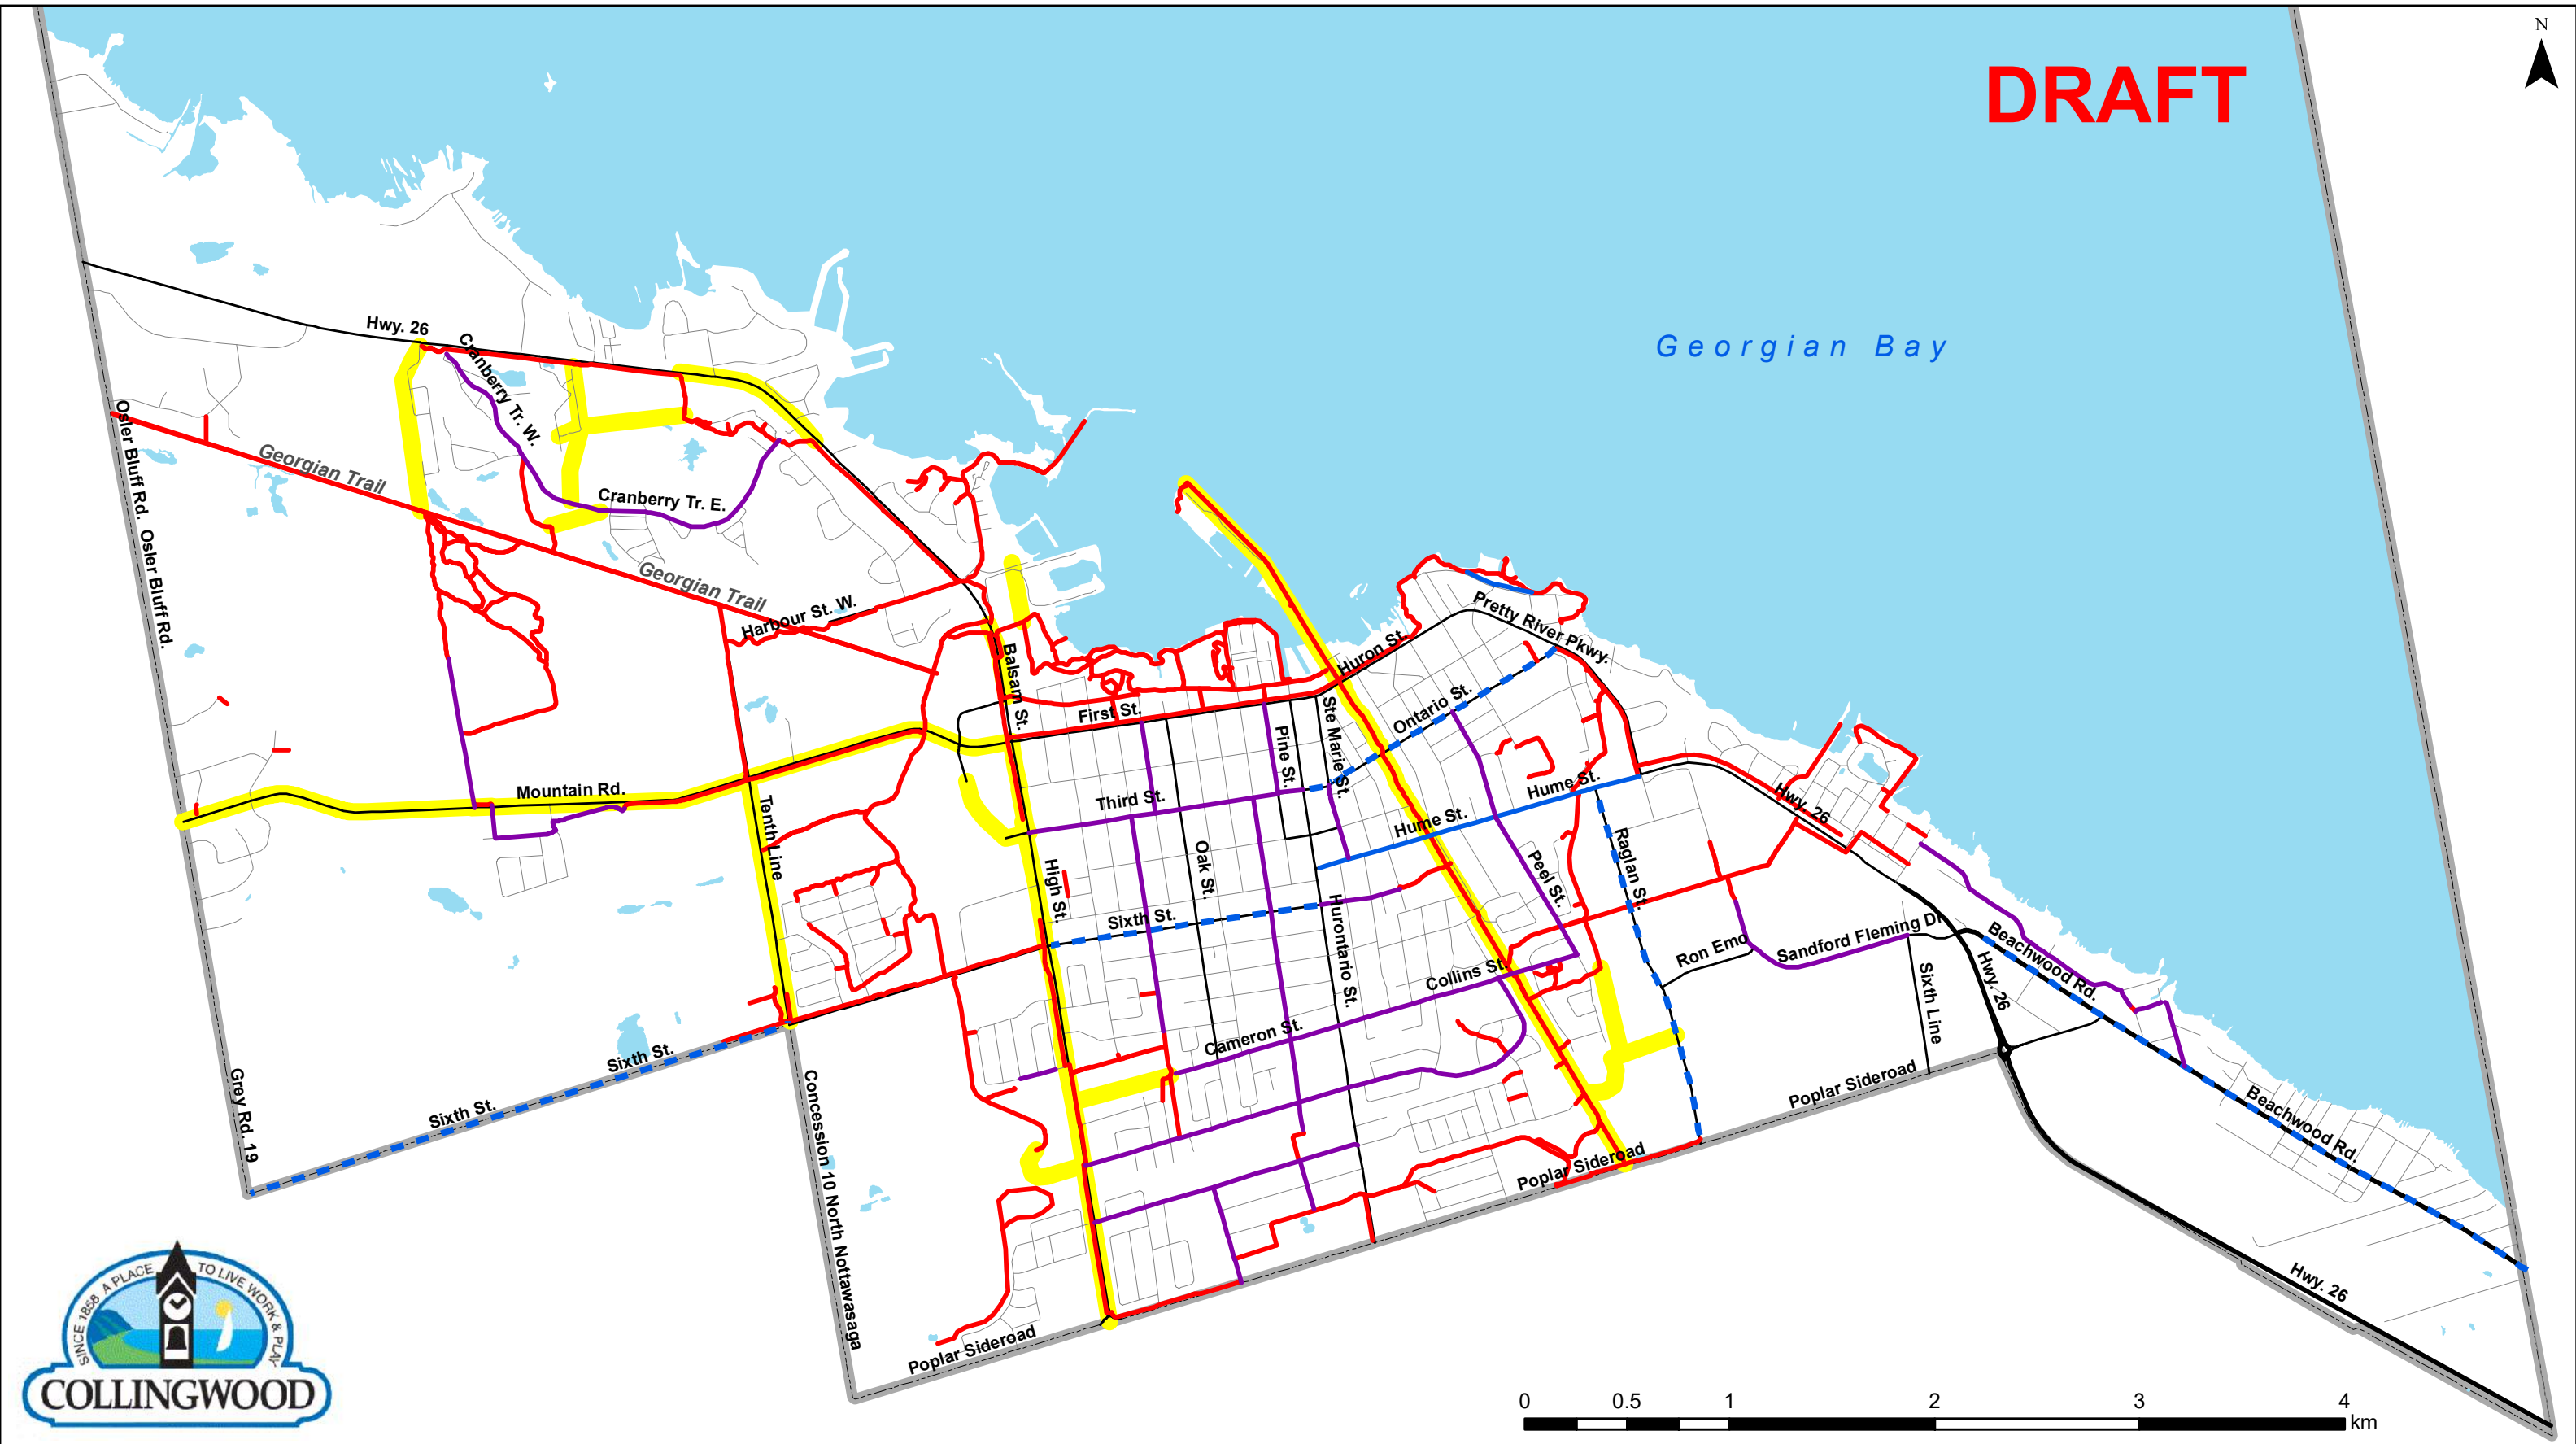 N
DRAFT
Georgian Bay
Hwy. 26
Cranberry Tr. W.
Osler Bluff Rd.
Georgian Trail
Cranberry Tr. E.
Osler Bluff Rd.
Georgian Trail
Harbour St. W.
Pretty River Pkwy.
Huron St.
Balsam St.
First St.
Ontario St.
Pine St.
Ste Marie St.
Mountain Rd.
Tenth Line
Third St.
Hume St.
Hume St.
Hwy. 26
High St.
Oak St.
Peel St.
Raglan St.
Sixth St.
Hurontario St.
Ron Emo
Sandford Fleming Dr
Beachwood Rd.
Collins St.
Sixth Line
Hwy. 26
Cameron St.
Sixth St.
Sixth St.
Grey Rd. 19
Concession 10 North Nottawasaga
Poplar Sideroad
Beachwood Rd.
Poplar Sideroad
Hwy. 26
Poplar Sideroad
SINCE 1858 A PLACE TO LIVE WORK & PLAY
COLLINGWOOD
0 0.5 1 2 3 4
km